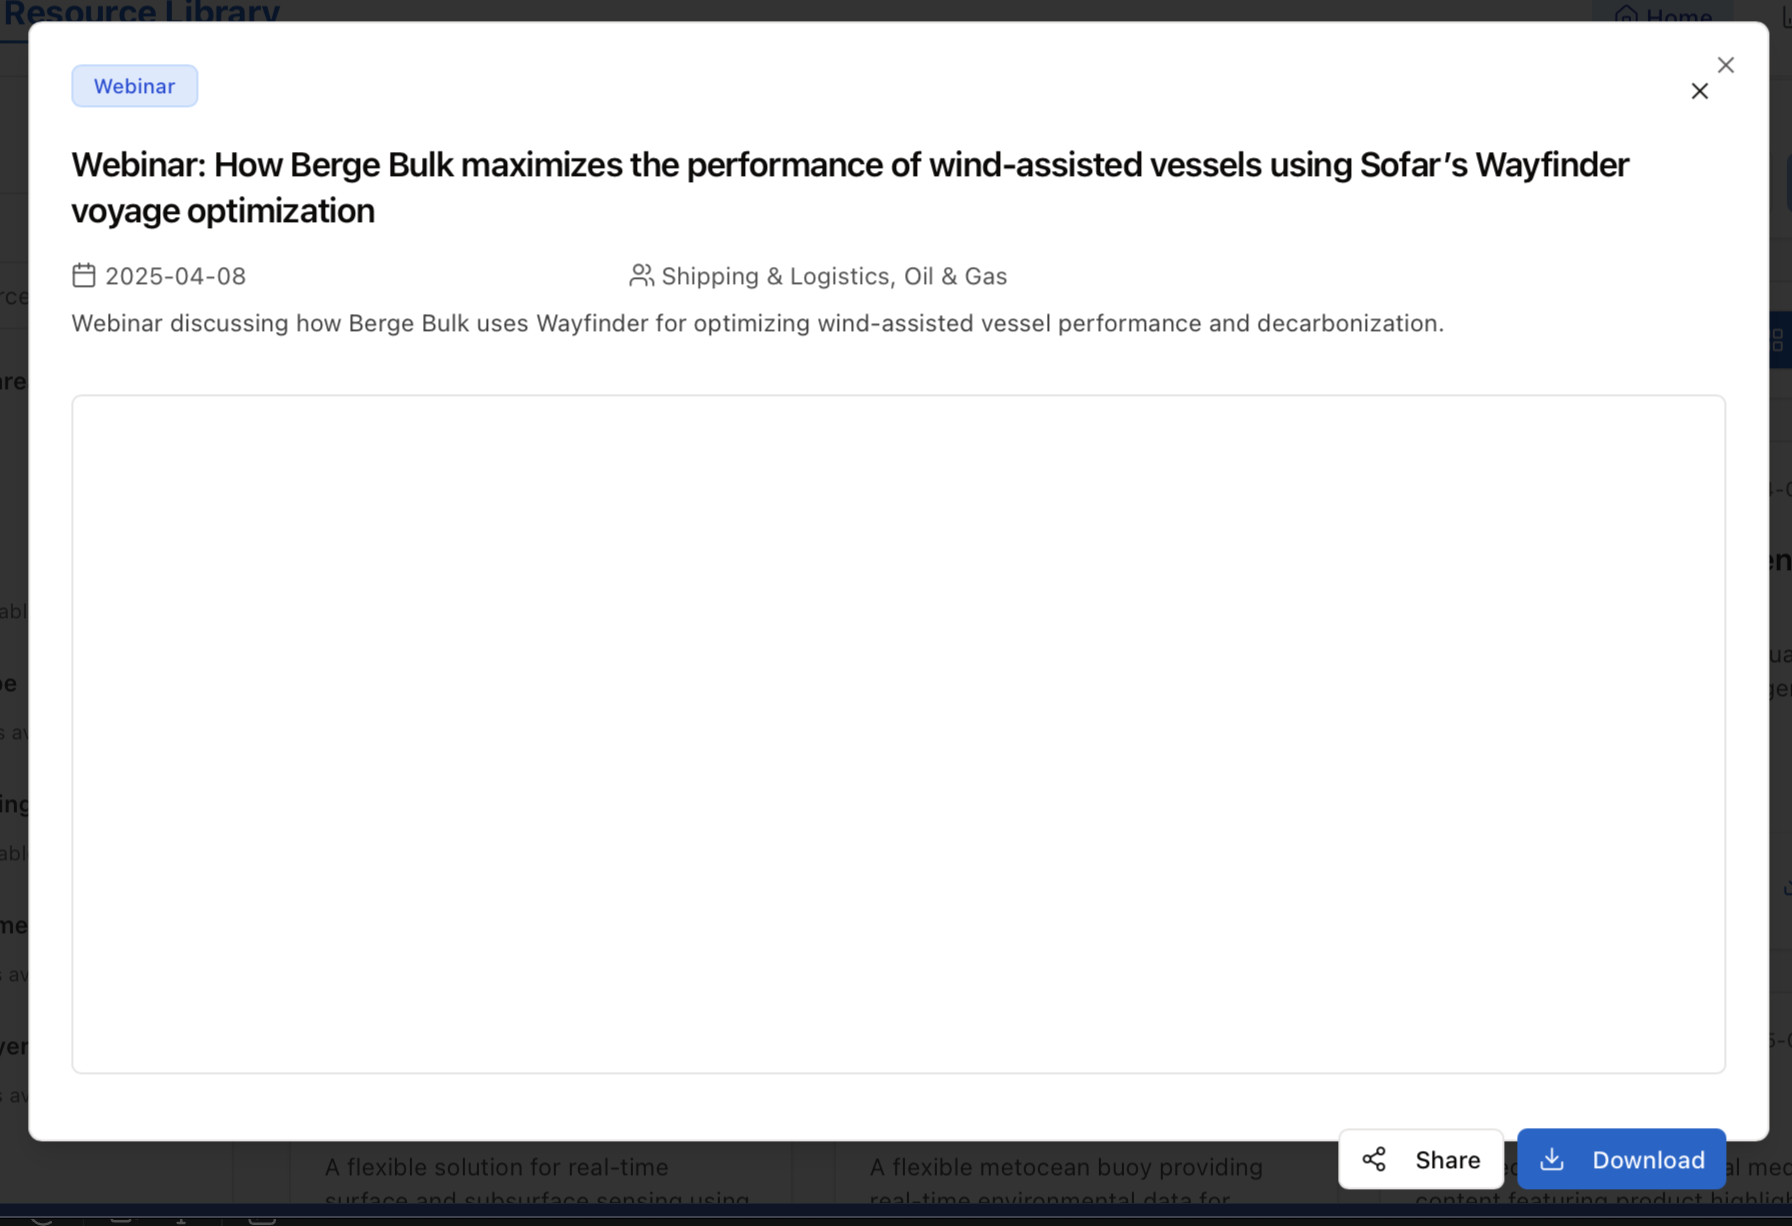 Resource Library
Home
Webinar
Webinar: How Berge Bulk maximizes the performance of wind-assisted vessels using Sofar’s Wayfinder
voyage optimization
2025-04-08
Shipping & Logistics, Oil & Gas
Webinar discussing how Berge Bulk uses Wayfinder for optimizing wind-assisted vessel performance and decarbonization.
Share
Download
A flexible solution for real-time
surface and subsurface sensing using
A flexible metocean buoy providing
real-time environmental data for
content featuring product